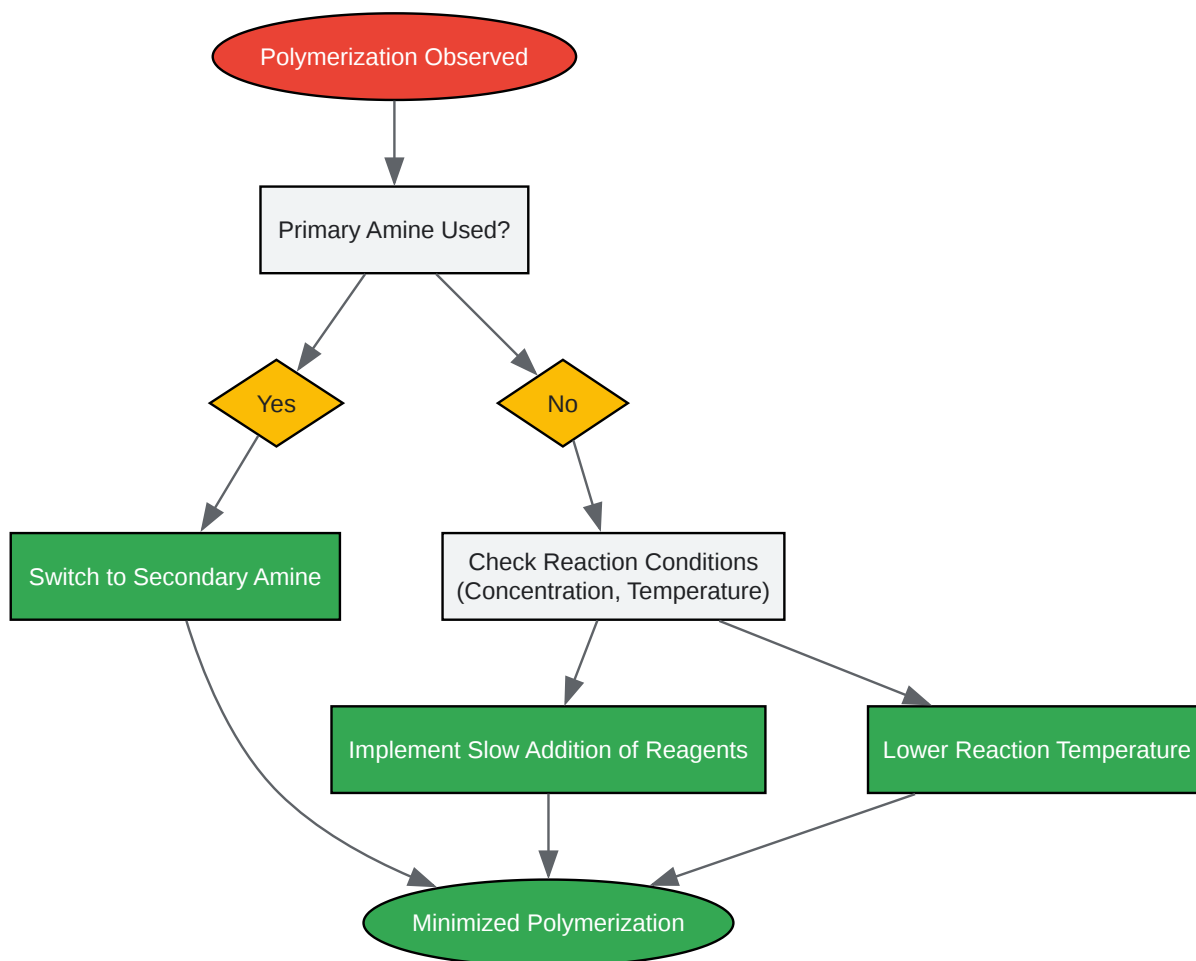 Polymerization Observed
Primary Amine Used?
Yes
No
Switch to Secondary Amine
Check Reaction Conditions
(Concentration, Temperature)
Implement Slow Addition of Reagents
Lower Reaction Temperature
Minimized Polymerization